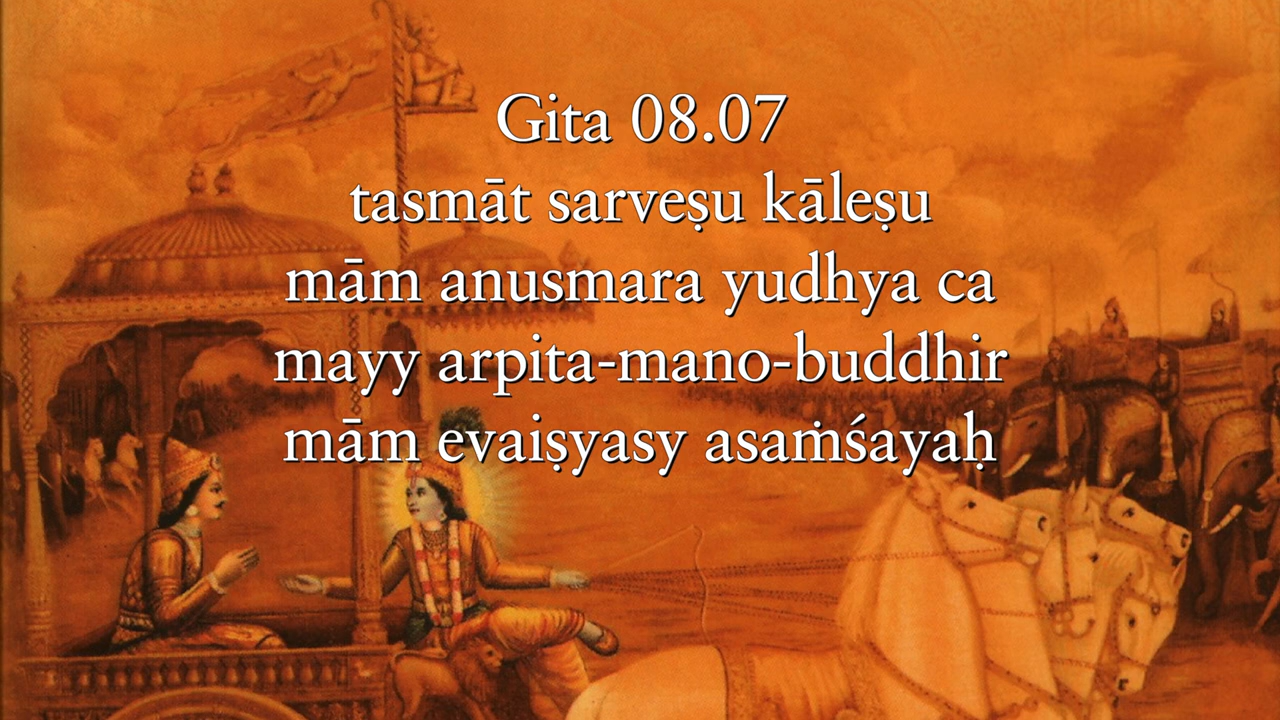 Gita 08.07
tasmāt sarveṣu kāleṣu
mām anusmara yudhya ca
mayy arpita-mano-buddhir
mām evaiṣyasy asaṁśayaḥ